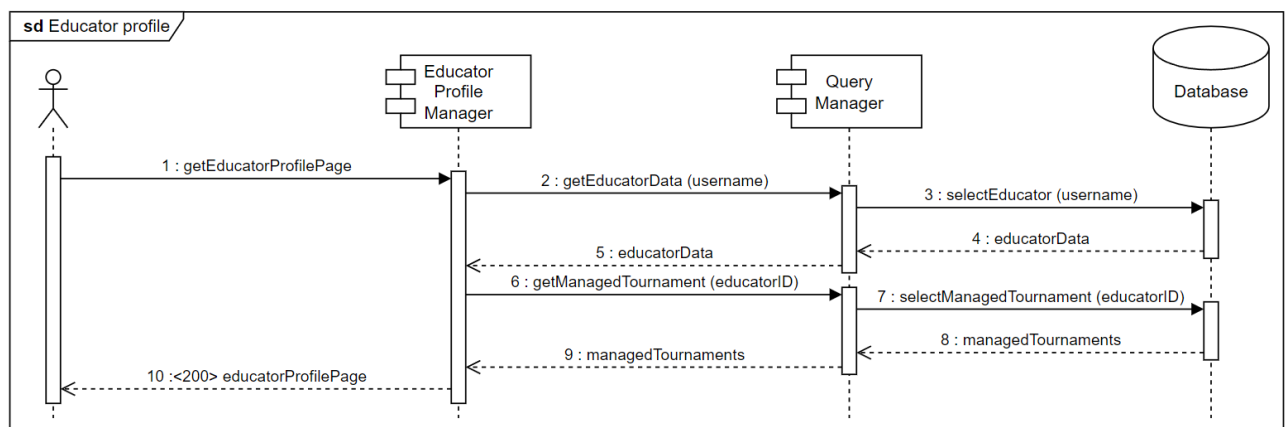 sd Educator profile
Educator
Profile
Manager
Query
Manager
Database
1 : getEducatorProfilePage
2 : getEducatorData (username)
3 : selectEducator (username)
4 : educatorData
5 : educatorData
6 : getManagedTournament (educatorID)
7 : selectManagedTournament (educatorID)
8 : managedTournaments
9 : managedTournaments
10 :<200> educatorProfilePage